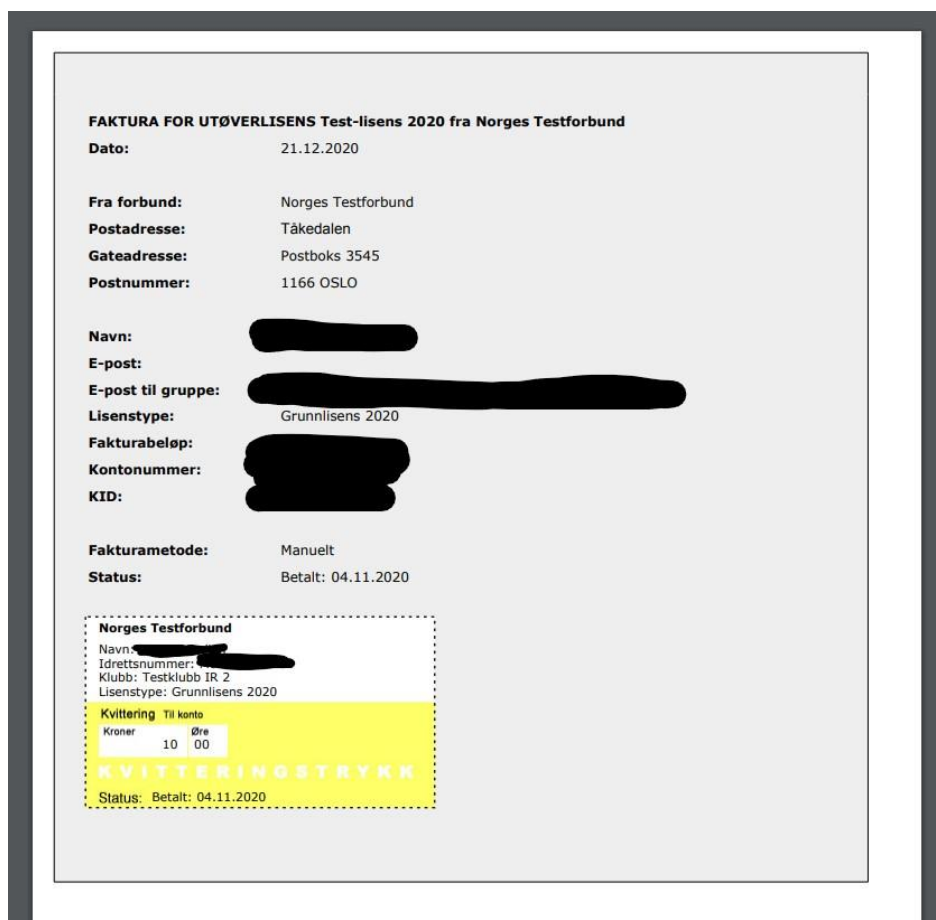 FAKTURA FOR UTØVERLISENS Test-lisens 2020 fra Norges Testforbund
Dato: 21.12.2020
Fra forbund: Norges Testforbund
Postadresse: Tåkedalen
Gateadresse: Postboks 3545
Postnummer: 1166 OSLO
Navn:
E-post:
E-post til gruppe:
Lisenstype: Grunnlisens 2020
Fakturabeløp:
Kontonummer:
KID:
Fakturametode: Manuelt
Status: Betalt: 04.11.2020
Norges Testforbund
Navn:
Idrettsnummer:
Klubb: Testklubb IR 2
Lisenstype: Grunnlisens 2020
Kvittering Til konto
Kroner Øre
10 00
KVITTERINGSTRYKK
Status: Betalt: 04.11.2020